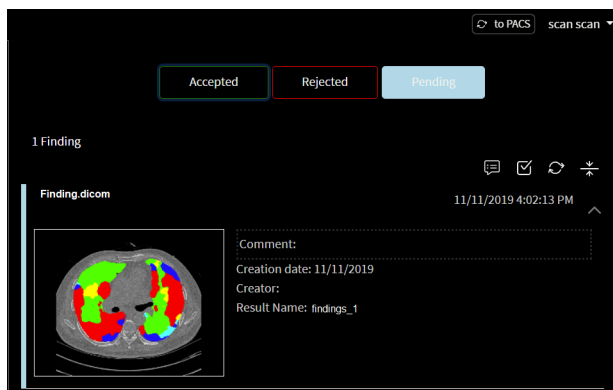 to PACS scan scan
Accepted Rejected Pending
1 Finding
Finding.dicom 11/11/2019 4:02:13 PM
Comment:
Creation date: 11/11/2019
Creator:
Result Name: findings_1